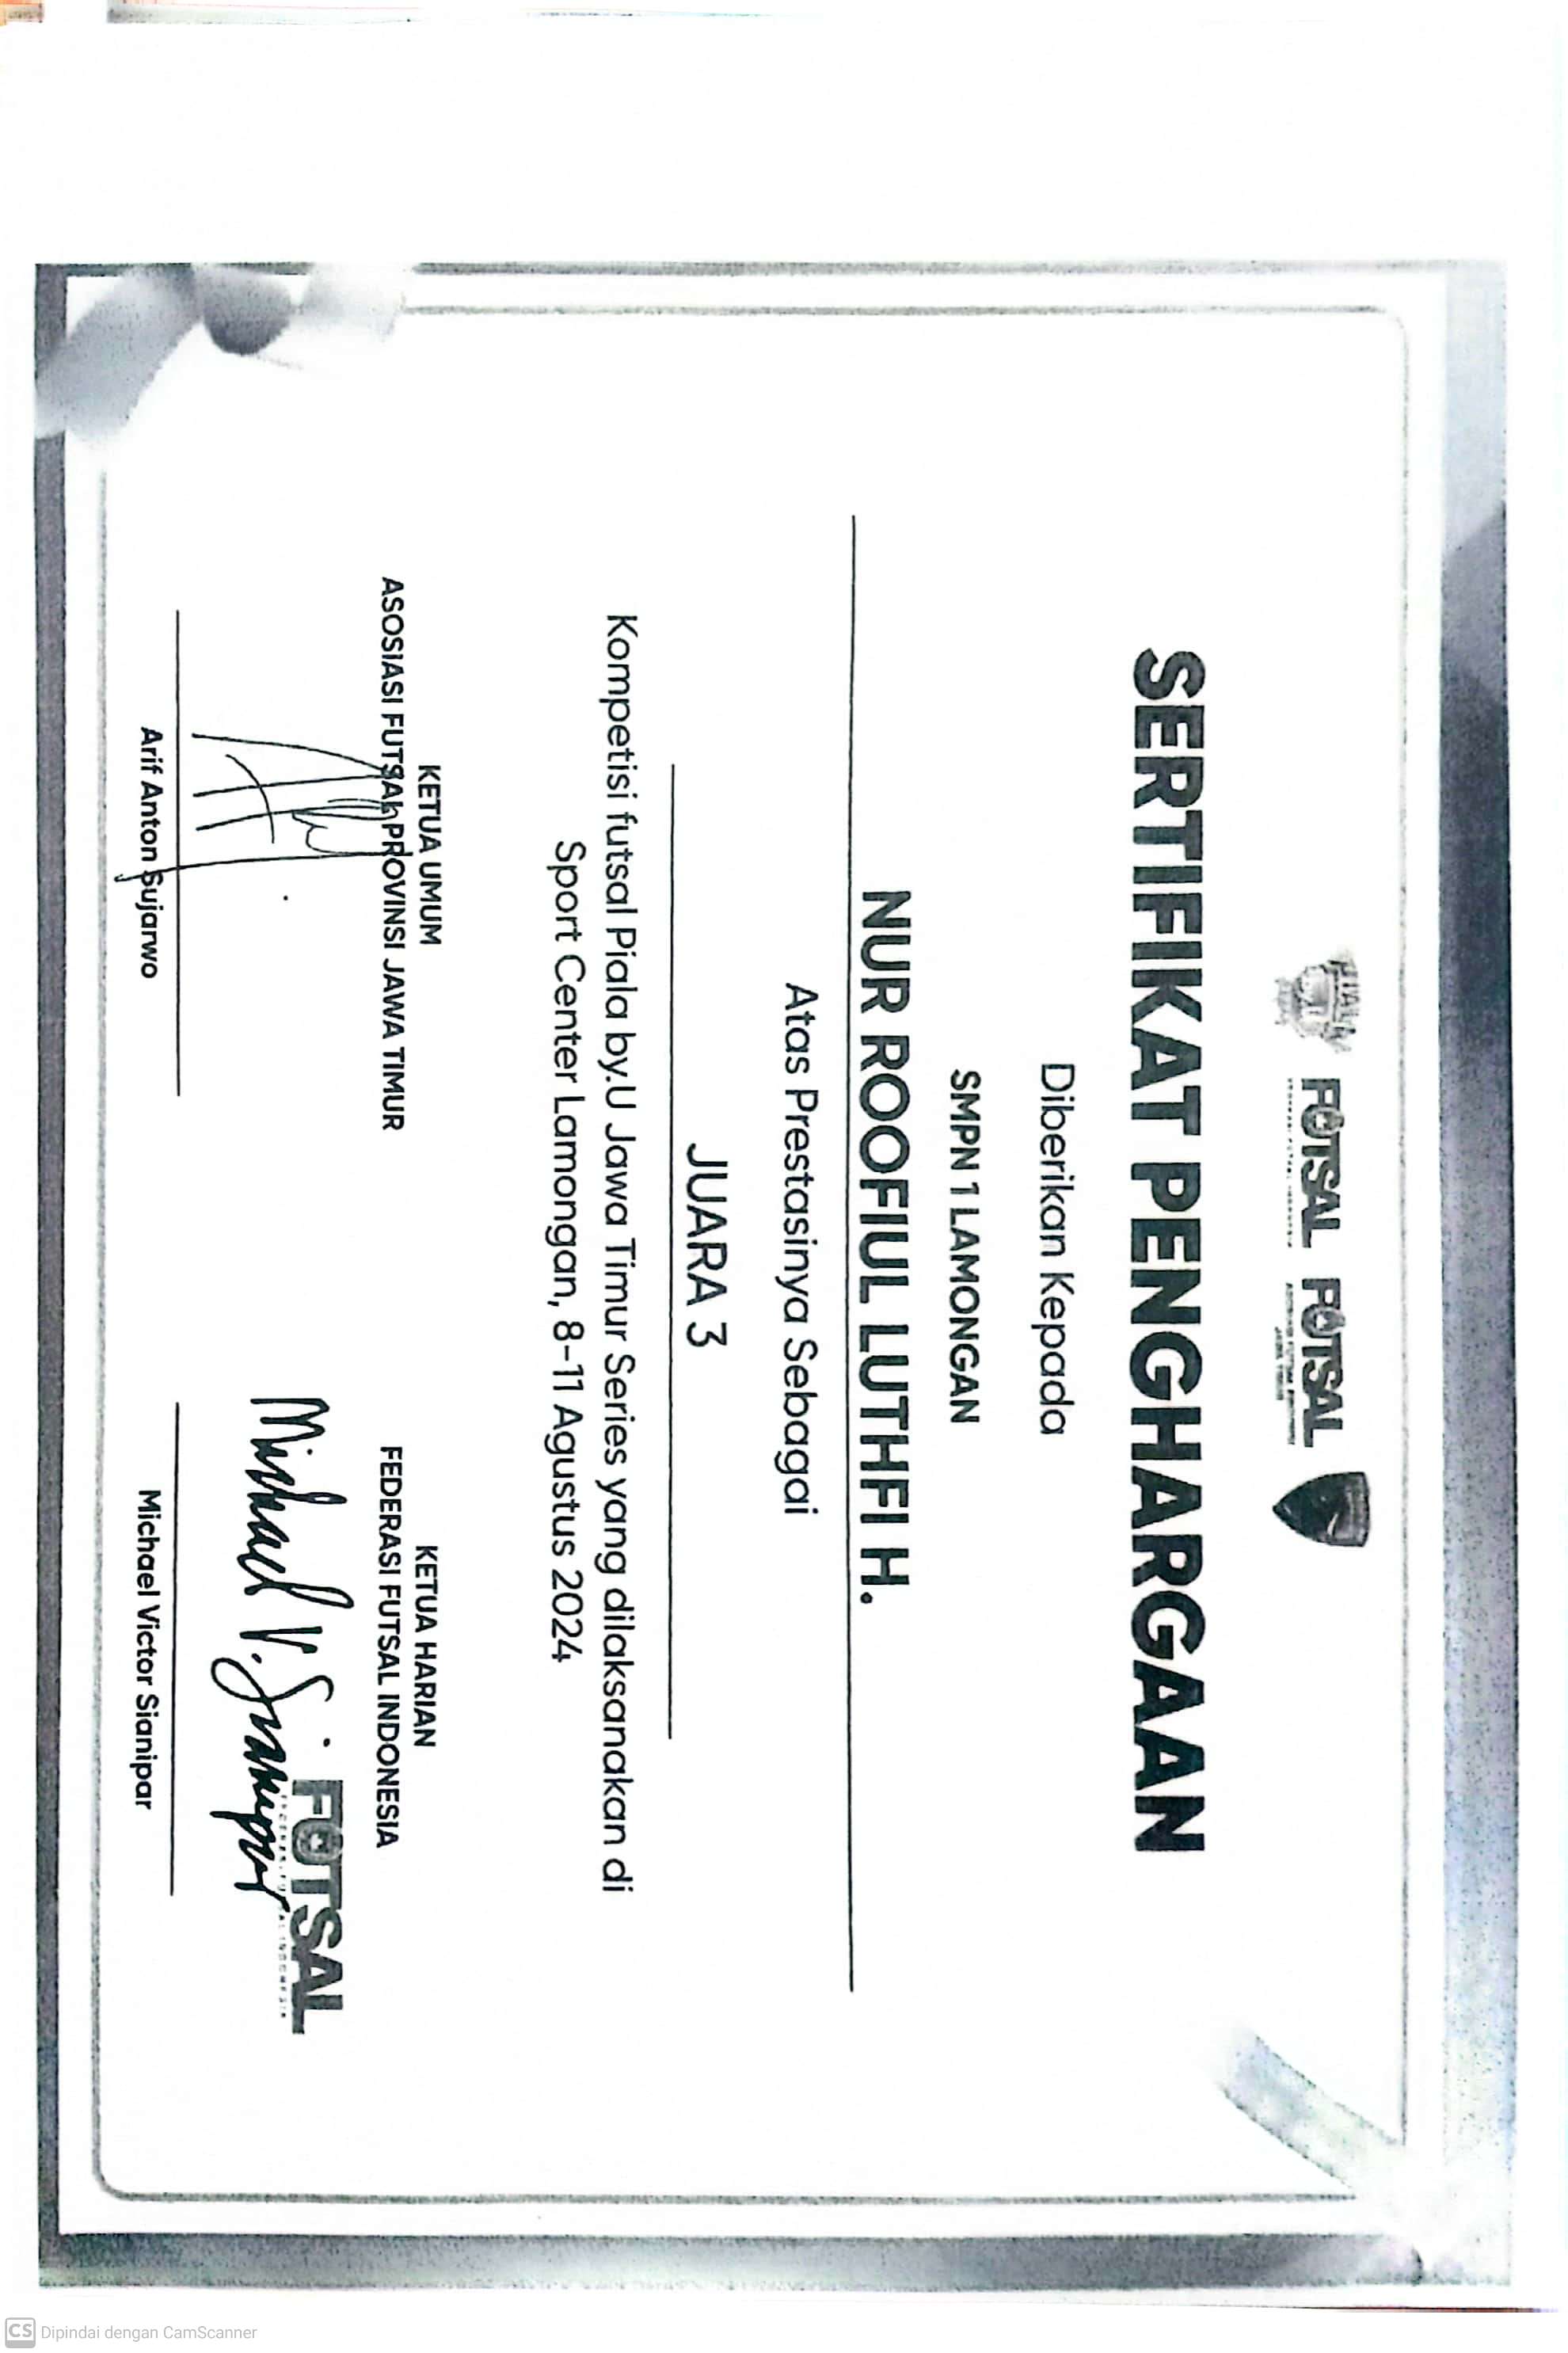 FUTSAL FUTSAL
SERTIFIKAT PENGHARGAAN
Diberikan Kepada
SMPN 1 LAMONGAN
NUR ROOFIUL LUTHFI H.
Atas Prestasinya Sebagai
JUARA 3
Kompetisi futsal Piala by.U Jawa Timur Series yang dilaksanakan di
Sport Center Lamongan, 8-11 Agustus 2024
KETUA UMUM
ASOSIASI FUTSAL PROVINSI JAWA TIMUR
Arif Anton Sujarwo
KETUA HARIAN
FEDERASI FUTSAL INDONESIA
Michael V. Sianipar
FUTSAL
FEDERASI FUTSAL INDONESIA
Michael Victor Sianipar
CS Dipindai dengan CamScanner